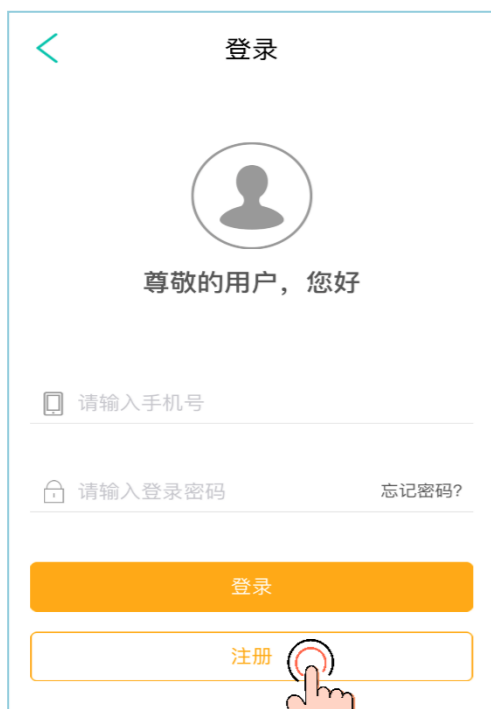 登录
尊敬的用户，您好
请输入手机号
请输入登录密码 忘记密码?
登录
注册